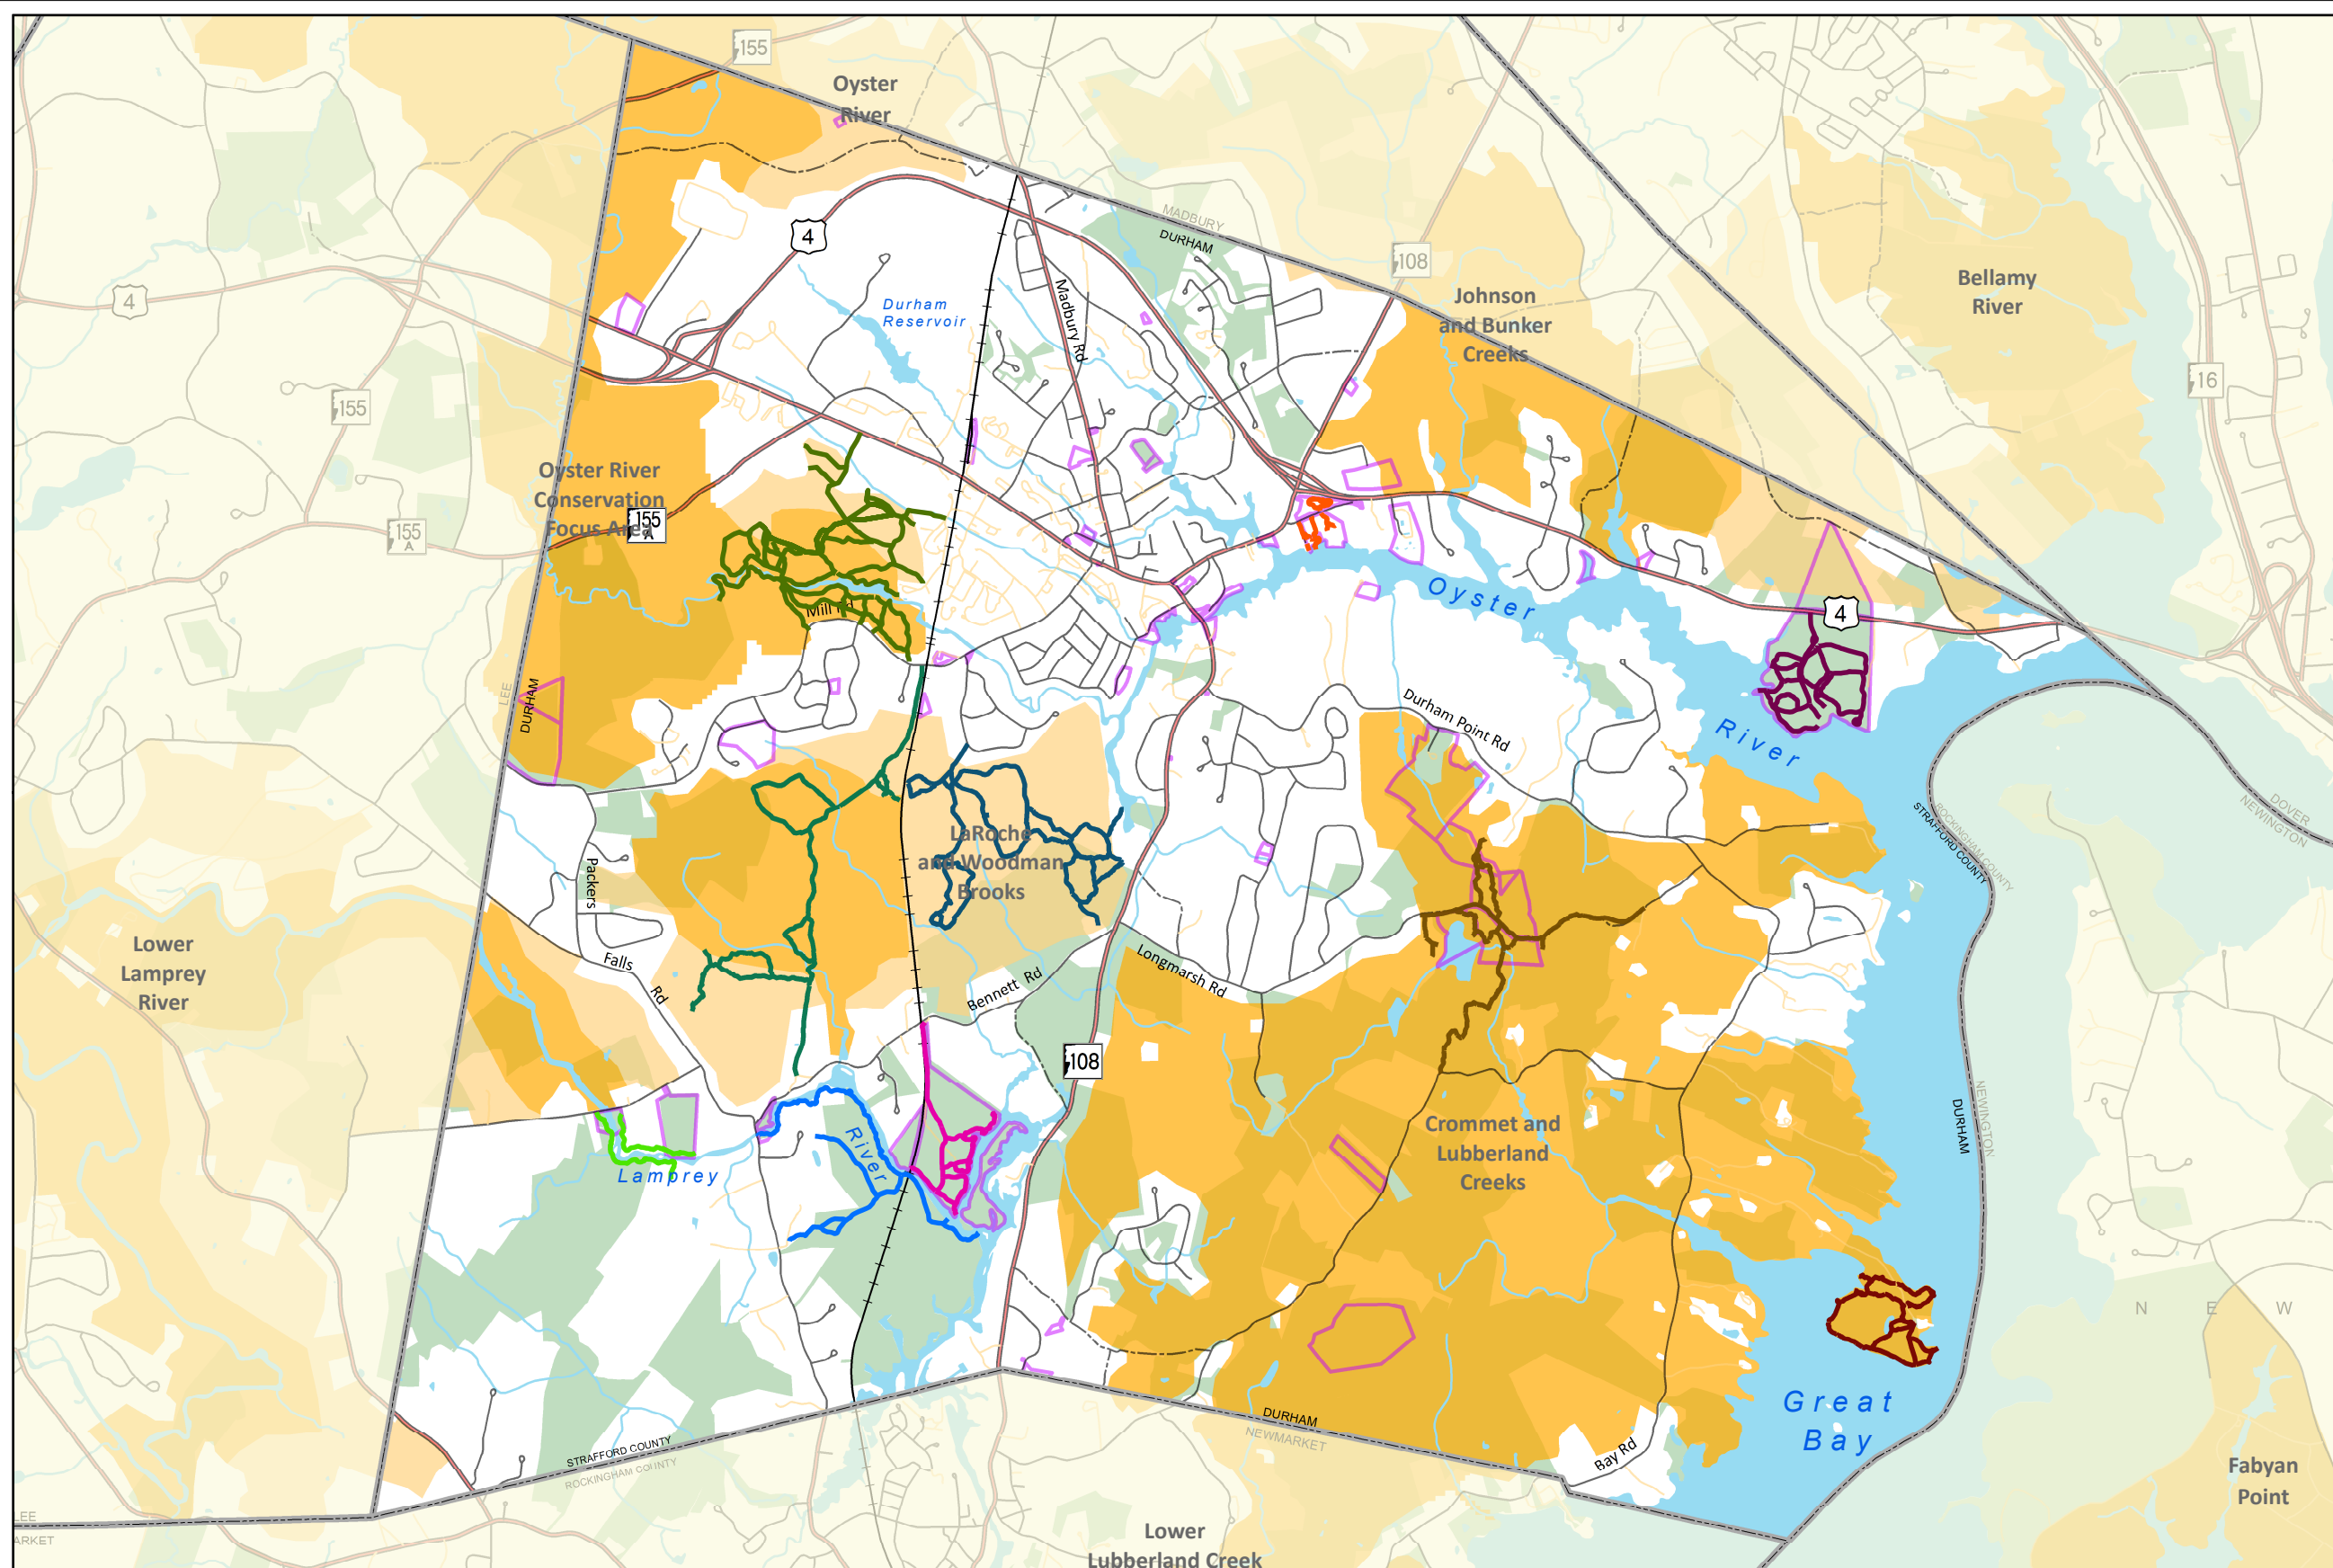 155
Oyster
River
MADBURY
DURHAM
4
108
Bellamy
River
Johnson
and Bunker
Creeks
4
Durham
Reservoir
Madbury Rd
16
155
Oyster River
Conservation
Focus Area
155
A
155
A
Mill Rd
Oyster
4
LEE
DURHAM
Durham Point Rd
River
DOVER
NEWINGTON
ROCKINGHAM COUNTY
STRAFFORD COUNTY
LaRoche
and Woodman
Brooks
Packers
Falls
Rd
Lower
Lamprey
River
Bennett Rd
Longmarsh Rd
108
Crommet and
Lubberland
Creeks
DURHAM
NEWINGTON
River
Lamprey
N E W
Great
Bay
DURHAM
NEWMARKET
Bay Rd
STRAFFORD COUNTY
ROCKINGHAM COUNTY
Fabyan
Point
LEE
ARKET
Lower
Lubberland Creek